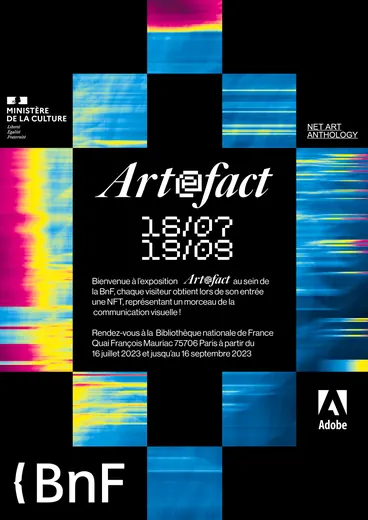 MINISTÈRE
DE LA CULTURE
Liberté
Égalité
Fraternité
NET ART
ANTHOLOGY
Art@fact
16/07
19/09
Bienvenue à l'exposition Art@fact au sein de
la BnF, chaque visiteur obtient lors de son entrée
une NFT, représentant un morceau de la
communication visuelle !
Rendez-vous à la Bibliothèque nationale de France
Quai François Mauriac 75706 Paris à partir du
16 juillet 2023 et jusqu'au 16 septembre 2023
Adobe
{BnF